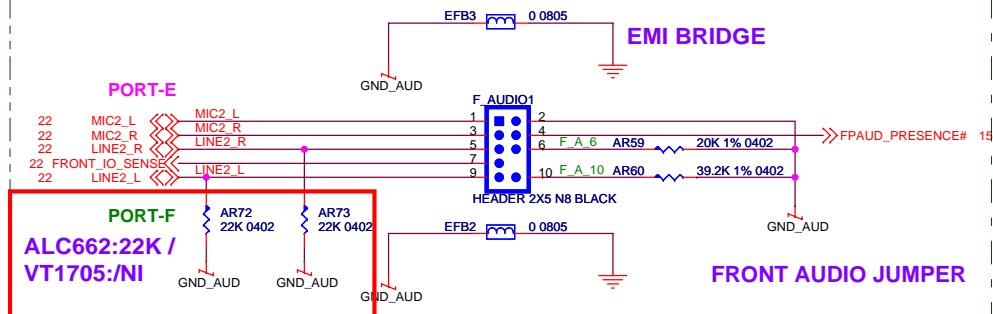 EFB3 0 0805
EMI BRIDGE
GND_AUD
PORT-E
F_AUDIO1
22 MIC2_L MIC2_L 1 2
22 MIC2_R MIC2_R 3 4 FPAUD_PRESENCE# 15
22 LINE2_R LINE2_R 5 6 F_A_6 AR59 20K 1% 0402
22 FRONT_IO_SENSE 7
22 LINE2_L LINE2_L 9 10 F_A_10 AR60 39.2K 1% 0402
HEADER 2X5 N8 BLACK
PORT-F
AR72 AR73
22K 0402 22K 0402
GND_AUD
EFB2 0 0805
ALC662:22K /
VT1705:/NI
GND_AUD GND_AUD
GND_AUD
FRONT AUDIO JUMPER